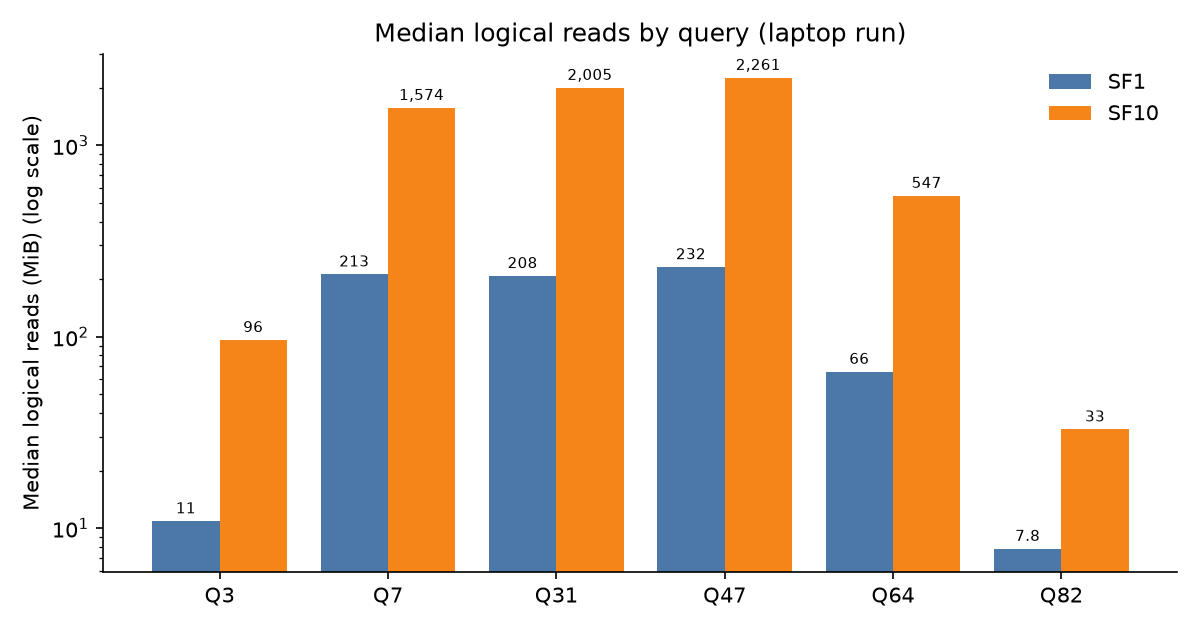 Median logical reads by query (laptop run)
Median logical reads (MiB) (log scale)
10³
10²
10¹
SF1
SF10
11
96
213
1,574
208
2,005
232
2,261
66
547
7.8
33
Q3
Q7
Q31
Q47
Q64
Q82